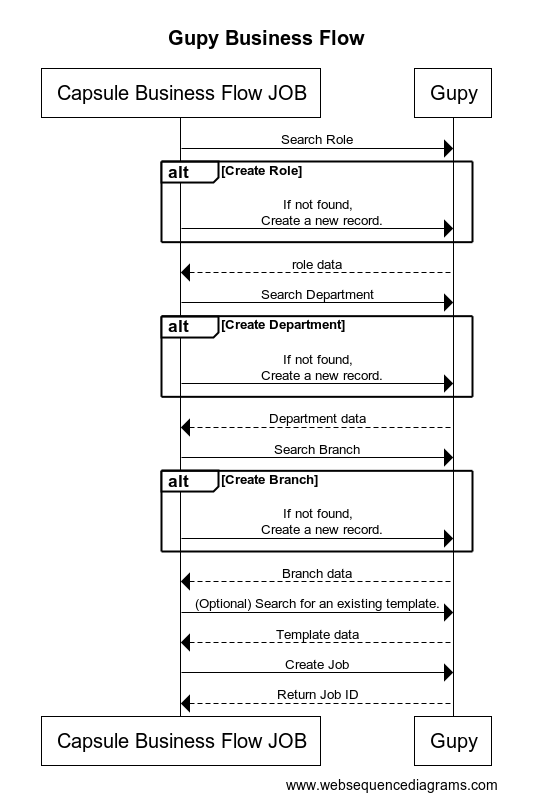 Gupy Business Flow
Capsule Business Flow JOB
Gupy
Search Role
alt
[Create Role]
If not found,
Create a new record.
role data
Search Department
alt
[Create Department]
If not found,
Create a new record.
Department data
Search Branch
alt
[Create Branch]
If not found,
Create a new record.
Branch data
(Optional) Search for an existing template.
Template data
Create Job
Return Job ID
Capsule Business Flow JOB
Gupy
www.websequencediagrams.com